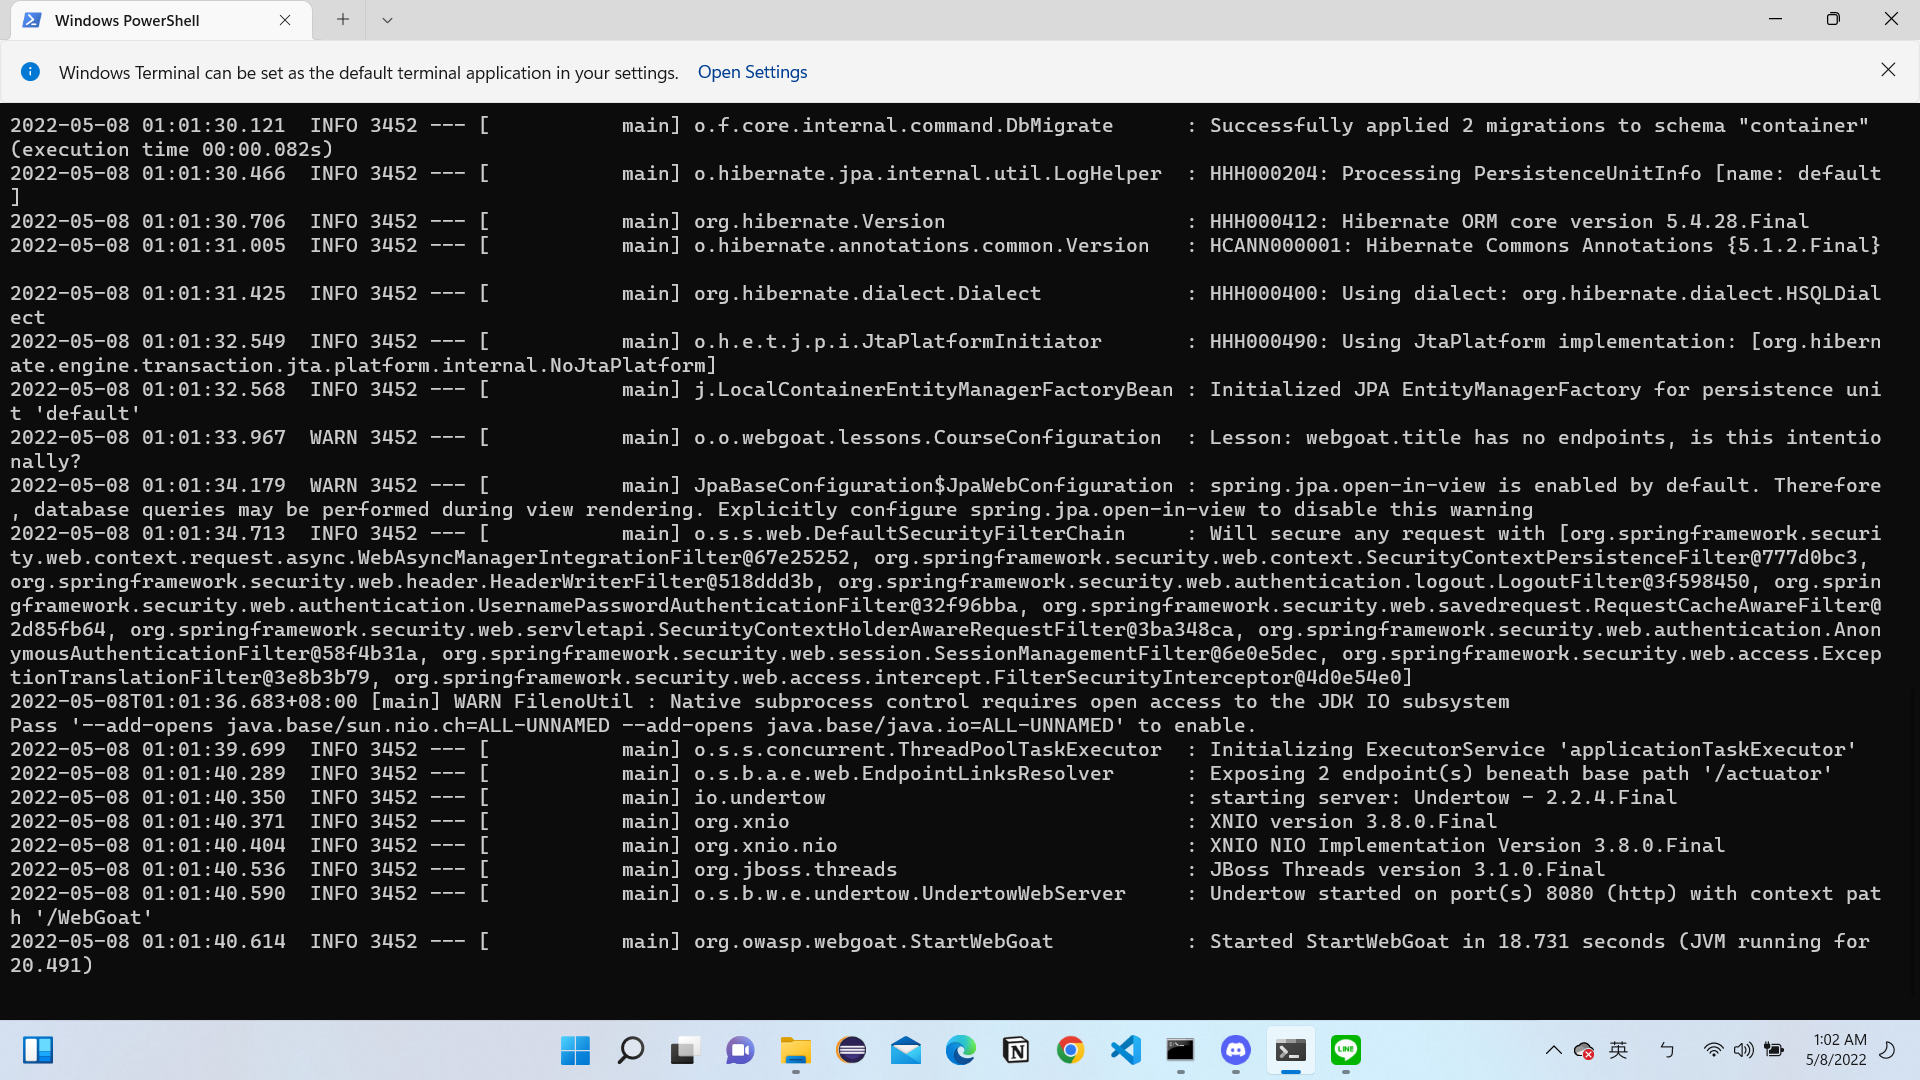 Windows PowerShell
Windows Terminal can be set as the default terminal application in your settings. Open Settings
2022-05-08 01:01:30.121  INFO 3452 --- [           main] o.f.core.internal.command.DbMigrate      : Successfully applied 2 migrations to schema "container"
(execution time 00:00.082s)
2022-05-08 01:01:30.466  INFO 3452 --- [           main] o.hibernate.jpa.internal.util.LogHelper  : HHH000204: Processing PersistenceUnitInfo [name: default
]
2022-05-08 01:01:30.706  INFO 3452 --- [           main] org.hibernate.Version                    : HHH000412: Hibernate ORM core version 5.4.28.Final
2022-05-08 01:01:31.005  INFO 3452 --- [           main] o.hibernate.annotations.common.Version   : HCANN000001: Hibernate Commons Annotations {5.1.2.Final}
2022-05-08 01:01:31.425  INFO 3452 --- [           main] org.hibernate.dialect.Dialect            : HHH000400: Using dialect: org.hibernate.dialect.HSQLDial
ect
2022-05-08 01:01:32.549  INFO 3452 --- [           main] o.h.e.t.j.p.i.JtaPlatformInitiator       : HHH000490: Using JtaPlatform implementation: [org.hibern
ate.engine.transaction.jta.platform.internal.NoJtaPlatform]
2022-05-08 01:01:32.568  INFO 3452 --- [           main] j.LocalContainerEntityManagerFactoryBean : Initialized JPA EntityManagerFactory for persistence uni
t 'default'
2022-05-08 01:01:33.967  WARN 3452 --- [           main] o.o.webgoat.lessons.CourseConfiguration  : Lesson: webgoat.title has no endpoints, is this intentio
nally?
2022-05-08 01:01:34.179  WARN 3452 --- [           main] JpaBaseConfiguration$JpaWebConfiguration : spring.jpa.open-in-view is enabled by default. Therefore
, database queries may be performed during view rendering. Explicitly configure spring.jpa.open-in-view to disable this warning
2022-05-08 01:01:34.713  INFO 3452 --- [           main] o.s.s.web.DefaultSecurityFilterChain     : Will secure any request with [org.springframework.securi
ty.web.context.request.async.WebAsyncManagerIntegrationFilter@67e25252, org.springframework.security.web.context.SecurityContextPersistenceFilter@777d0bc3,
org.springframework.security.web.header.HeaderWriterFilter@518ddd3b, org.springframework.security.web.authentication.logout.LogoutFilter@3f598450, org.sprin
gframework.security.web.authentication.UsernamePasswordAuthenticationFilter@32f96bba, org.springframework.security.web.savedrequest.RequestCacheAwareFilter@
2d85fb64, org.springframework.security.web.servletapi.SecurityContextHolderAwareRequestFilter@3ba348ca, org.springframework.security.web.authentication.Anon
ymousAuthenticationFilter@58f4b31a, org.springframework.security.web.session.SessionManagementFilter@6e0e5dec, org.springframework.security.web.access.Excep
tionTranslationFilter@3e8b3b79, org.springframework.security.web.access.intercept.FilterSecurityInterceptor@4d0e54e0]
2022-05-08T01:01:36.683+08:00 [main] WARN FilenoUtil : Native subprocess control requires open access to the JDK IO subsystem
Pass '--add-opens java.base/sun.nio.ch=ALL-UNNAMED --add-opens java.base/java.io=ALL-UNNAMED' to enable.
2022-05-08 01:01:39.699  INFO 3452 --- [           main] o.s.s.concurrent.ThreadPoolTaskExecutor  : Initializing ExecutorService 'applicationTaskExecutor'
2022-05-08 01:01:40.289  INFO 3452 --- [           main] o.s.b.a.e.web.EndpointLinksResolver      : Exposing 2 endpoint(s) beneath base path '/actuator'
2022-05-08 01:01:40.350  INFO 3452 --- [           main] io.undertow                              : starting server: Undertow - 2.2.4.Final
2022-05-08 01:01:40.371  INFO 3452 --- [           main] org.xnio                                 : XNIO version 3.8.0.Final
2022-05-08 01:01:40.404  INFO 3452 --- [           main] org.xnio.nio                             : XNIO NIO Implementation Version 3.8.0.Final
2022-05-08 01:01:40.536  INFO 3452 --- [           main] org.jboss.threads                        : JBoss Threads version 3.1.0.Final
2022-05-08 01:01:40.590  INFO 3452 --- [           main] o.s.b.w.e.undertow.UndertowWebServer     : Undertow started on port(s) 8080 (http) with context pat
h '/WebGoat'
2022-05-08 01:01:40.614  INFO 3452 --- [           main] org.owasp.webgoat.StartWebGoat           : Started StartWebGoat in 18.731 seconds (JVM running for
20.491)
LINE
英 ㄅ 1:02 AM
5/8/2022